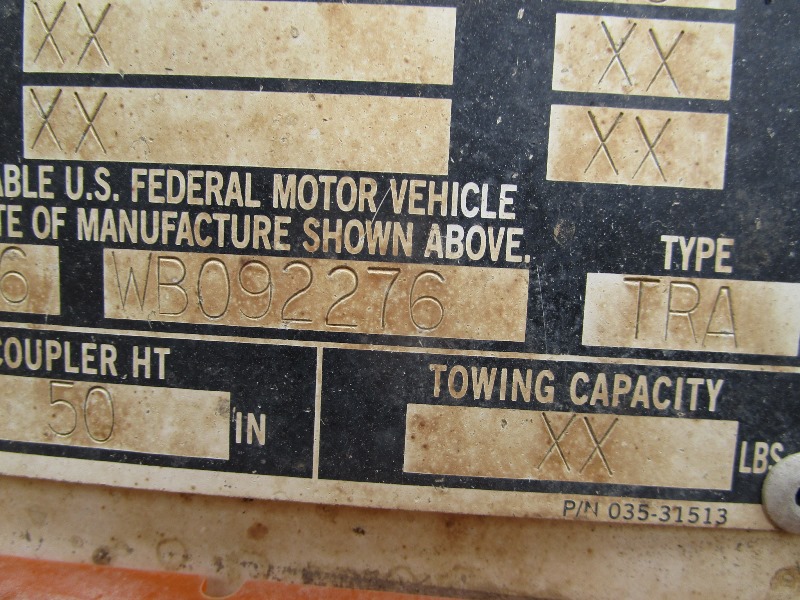 XX XX
XX XX
ABLE U.S. FEDERAL MOTOR VEHICLE
TE OF MANUFACTURE SHOWN ABOVE.
TYPE
6 WB092276 TRA
COUPLER HT
TOWING CAPACITY
50 IN
XX LBS
P/N 035-31513